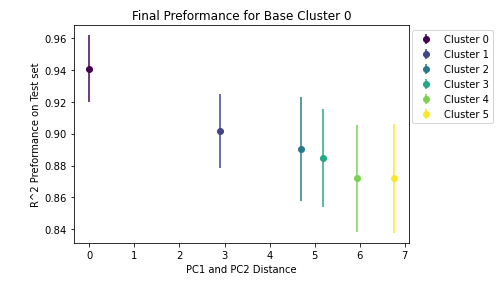 Final Preformance for Base Cluster 0
R^2 Preformance on Test set
0.96
0.94
0.92
0.90
0.88
0.86
0.84
0 1 2 3 4 5 6 7
PC1 and PC2 Distance
Cluster 0
Cluster 1
Cluster 2
Cluster 3
Cluster 4
Cluster 5